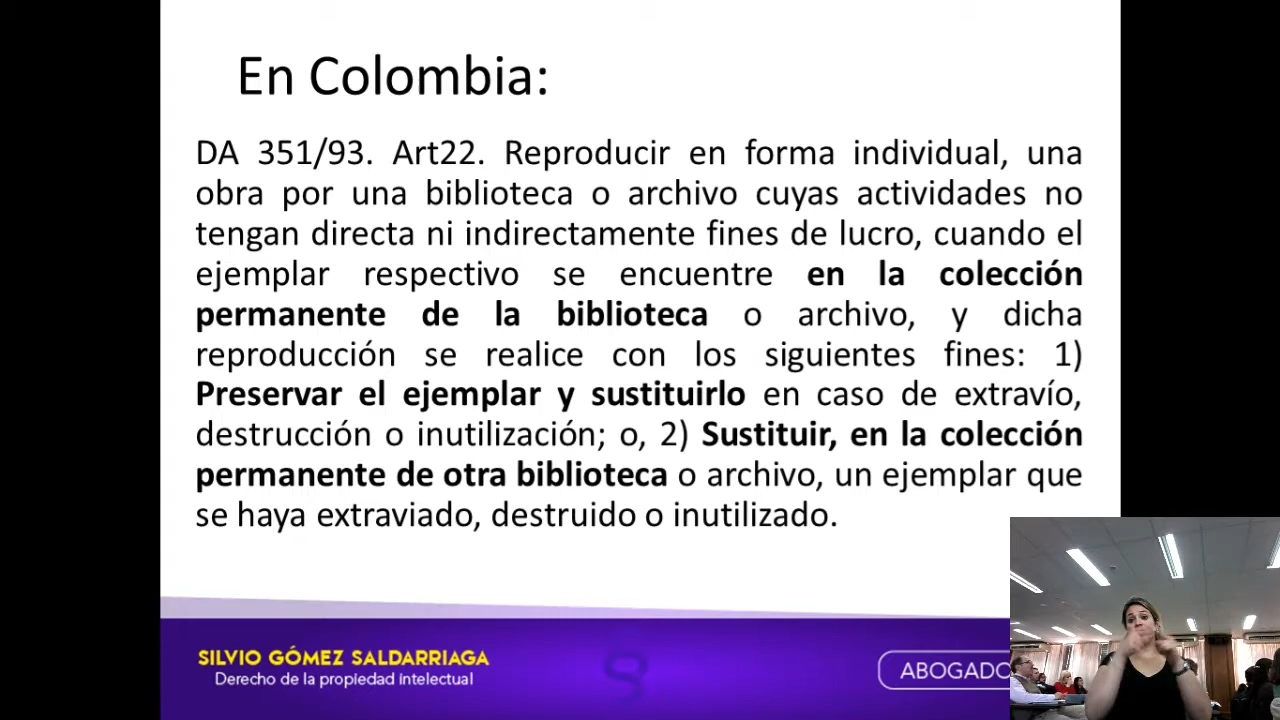 En Colombia:
DA 351/93. Art22. Reproducir en forma individual, una
obra por una biblioteca o archivo cuyas actividades no
tengan directa ni indirectamente fines de lucro, cuando el
ejemplar respectivo se encuentre en la colección
permanente de la biblioteca o archivo, y dicha
reproducción se realice con los siguientes fines: 1)
Preservar el ejemplar y sustituirlo en caso de extravío,
destrucción o inutilización; o, 2) Sustituir, en la colección
permanente de otra biblioteca o archivo, un ejemplar que
se haya extraviado, destruido o inutilizado.
SILVIO GÓMEZ SALDARRIAGA
Derecho de la propiedad intelectual
ABOGADO